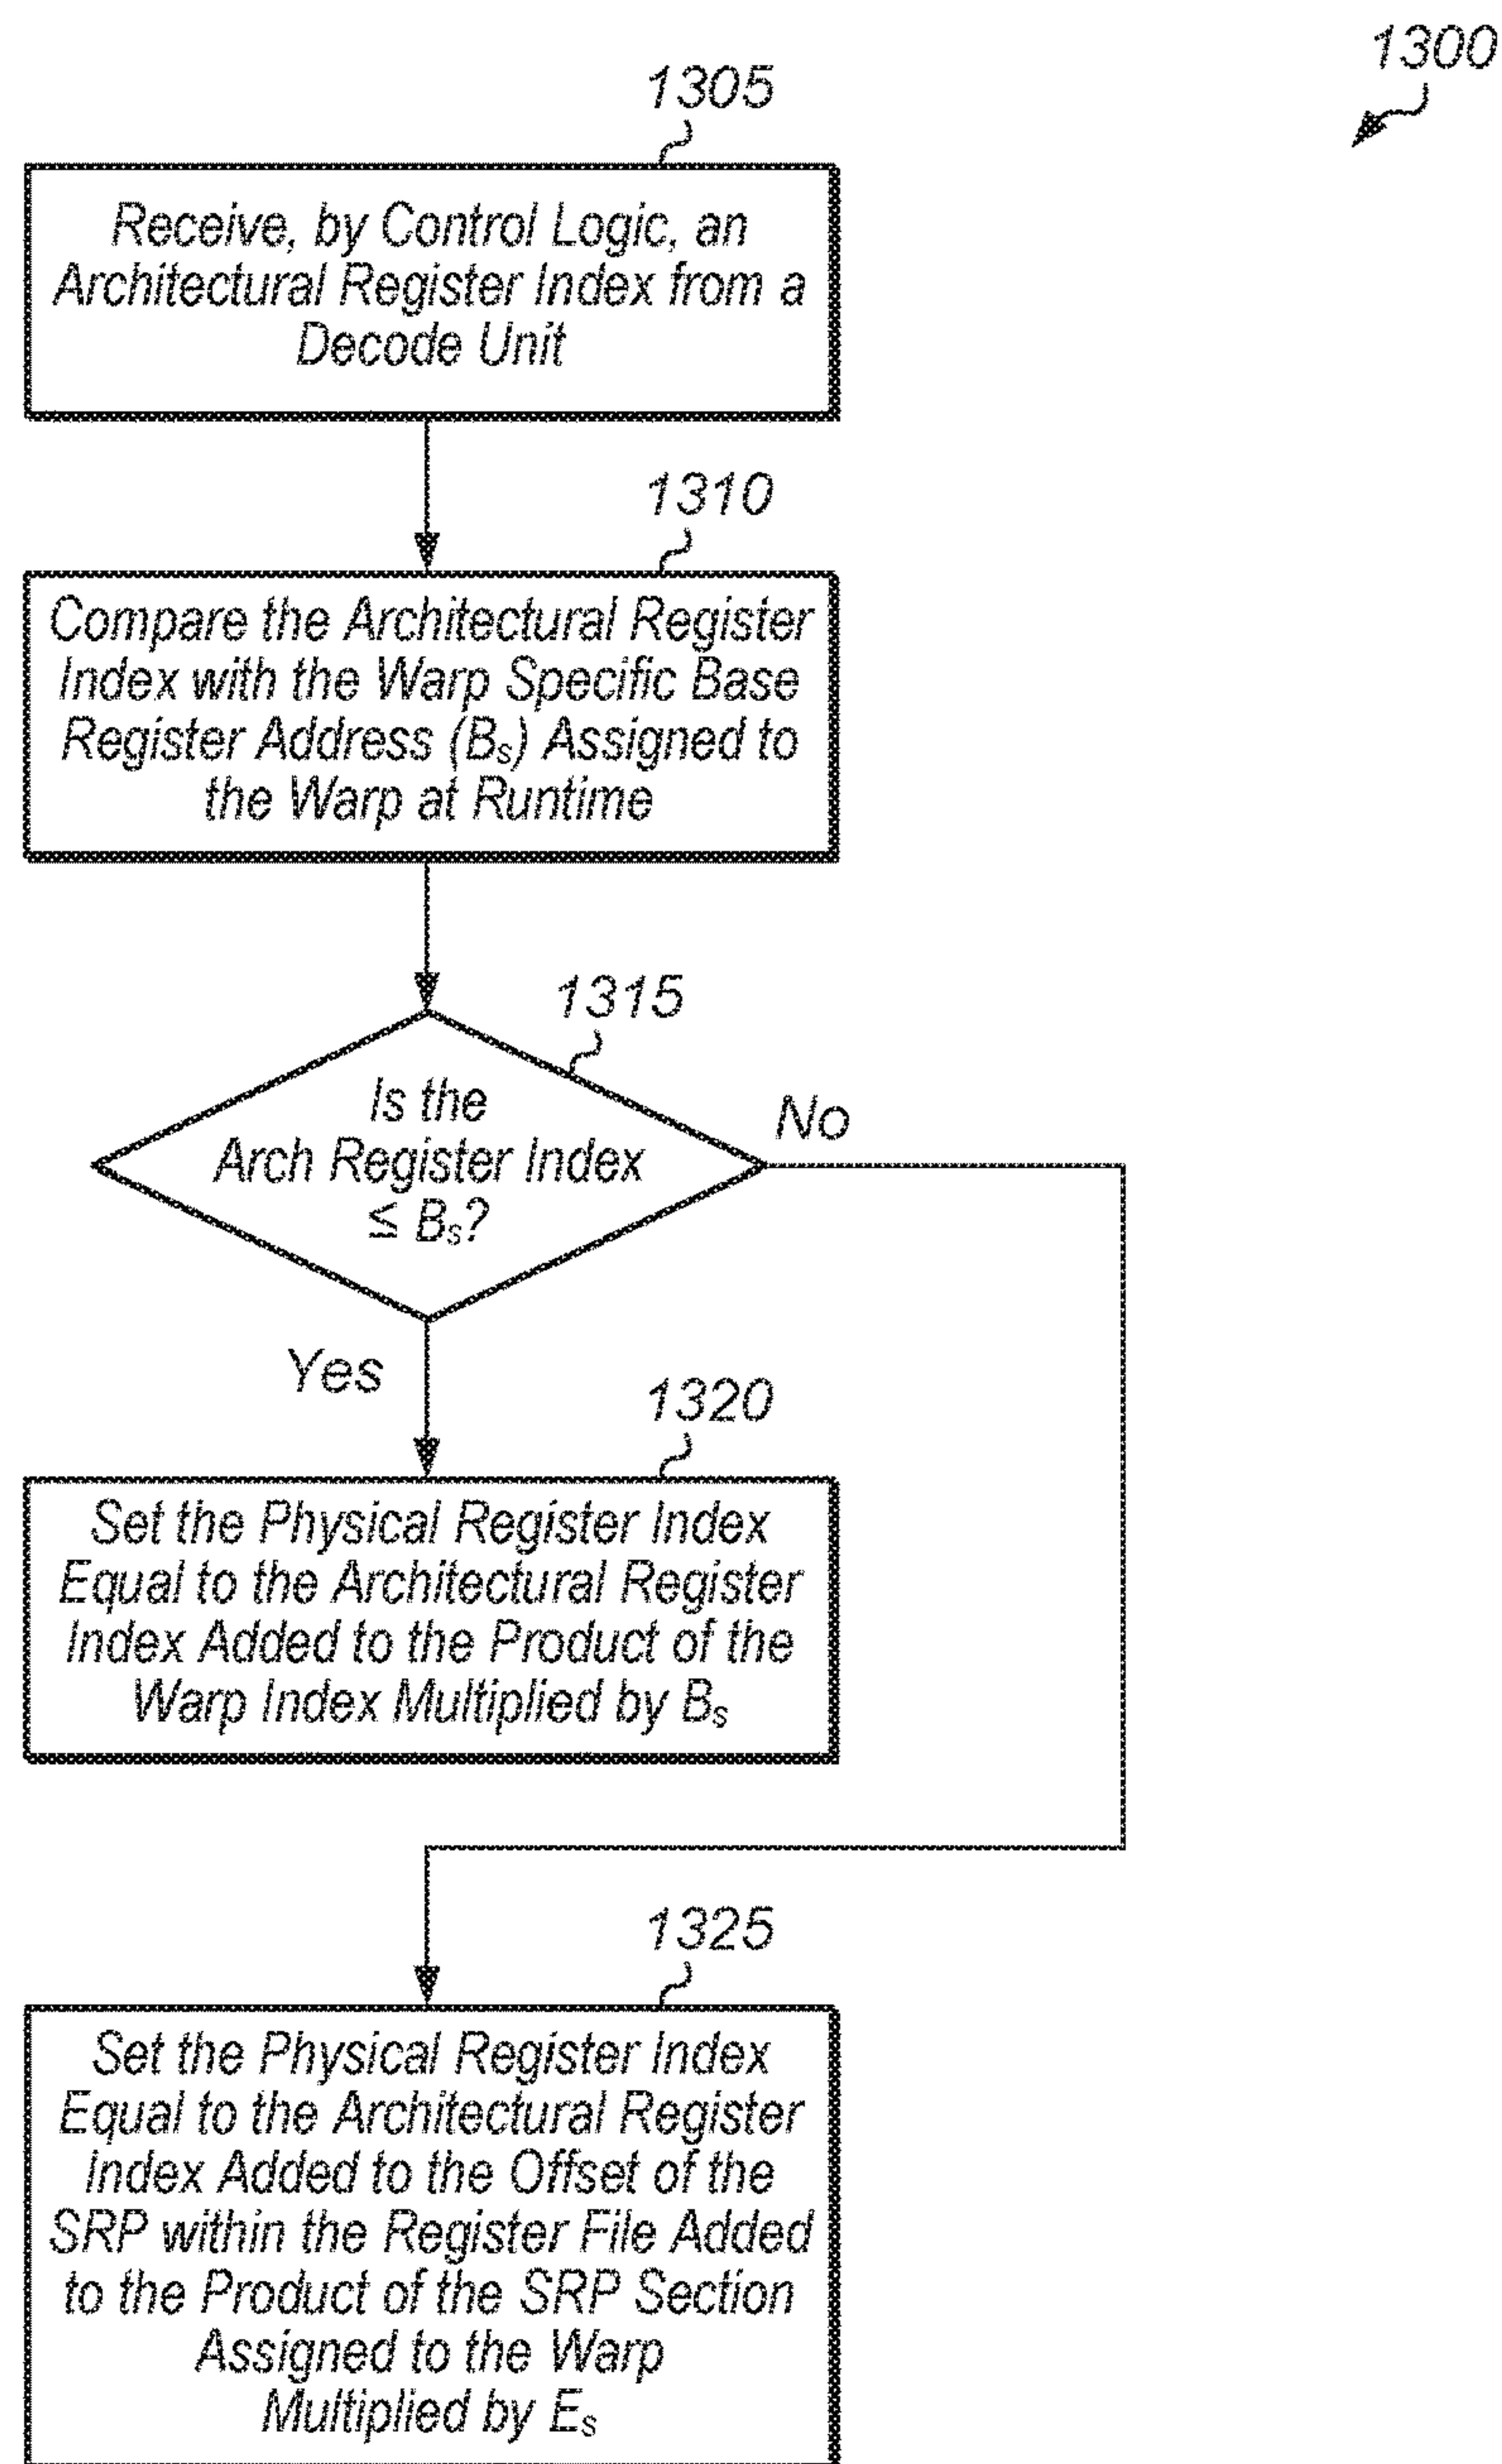 1300
1305
Receive, by Control Logic, an
Architectural Register Index from a
Decode Unit
1310
Compare the Architectural Register
Index with the Warp Specific Base
Register Address (Bs) Assigned to
the Warp at Runtime
1315
Is the
Arch Register Index
≤ Bs?
No
Yes
1320
Set the Physical Register Index
Equal to the Architectural Register
Index Added to the Product of the
Warp Index Multiplied by Bs
1325
Set the Physical Register Index
Equal to the Architectural Register
Index Added to the Offset of the
SRP within the Register File Added
to the Product of the SRP Section
Assigned to the Warp
Multiplied by Es